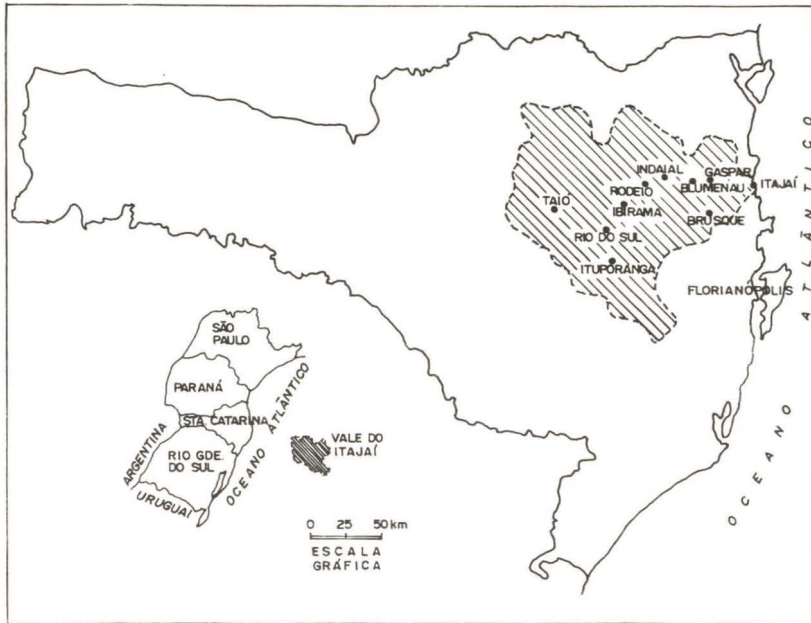 INDAIAL
GASPAR
BLUMENAU
ITAJAÍ
RODEIO
TAIÓ
IBIRAMA
BRUSQUE
RIO DO SUL
ITUPORANGA
FLORIANÓPOLIS
OCEANO ATLÂNTICO
SÃO
PAULO
PARANÁ
STA. CATARINA
RIO GDE.
DO SUL
ARGENTINA
URUGUAI
OCEANO ATLÂNTICO
VALE DO
ITAJAÍ
0 25 50 km
ESCALA
GRÁFICA